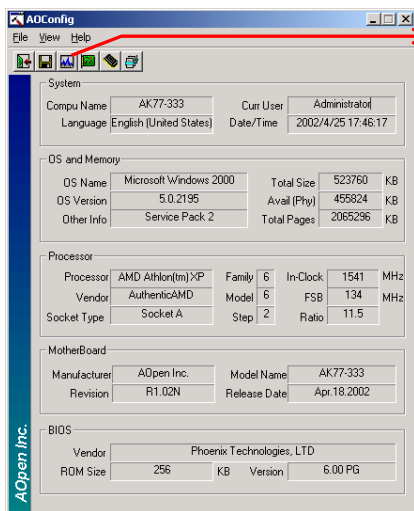 AOConfig
File View Help
System
Compu Name AK77-333 Curr User Administrator
Language English (United States) Date/Time 2002/4/25 17:46:17
OS and Memory
OS Name Microsoft Windows 2000 Total Size 523760 KB
OS Version 5.0.2195 Avail (Phy) 455824 KB
Other Info Service Pack 2 Total Pages 2065296 KB
Processor
Processor AMD Athlon(tm) XP Family 6 In-Clock 1541 MHz
Vendor AuthenticAMD Model 6 FSB 134 MHz
Socket Type Socket A Step 2 Ratio 11.5
MotherBoard
Manufacturer AOpen Inc. Model Name AK77-333
Revision R1.02N Release Date Apr.18.2002
BIOS
Vendor Phoenix Technologies, LTD
ROM Size 256 KB Version 6.00 PG
AOpen Inc.